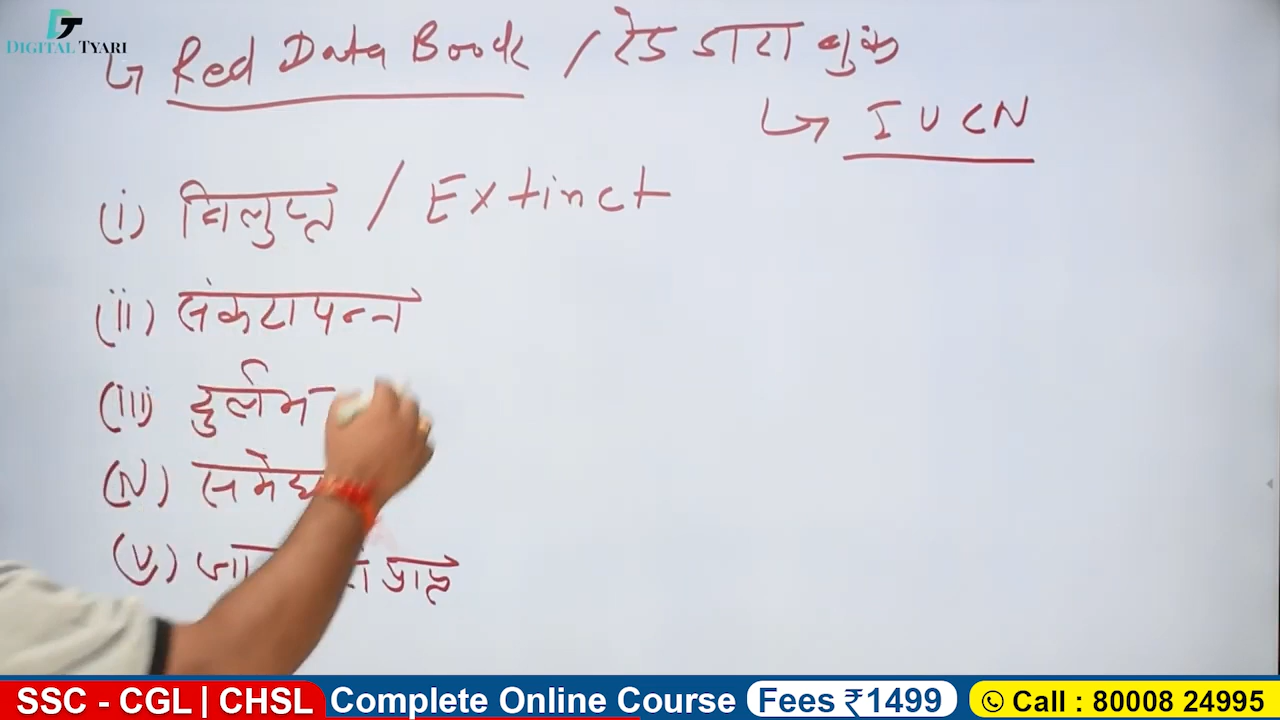 DIGITAL TYARI
↳ Red Data Book / रेड डाटा बुक
↳ IUCN
(i) विलुप्त / Extinct
(ii) संकटापन्न
(iii) दुर्लभ
(iv)
(v)
SSC - CGL | CHSL Complete Online Course Fees ₹1499 Call : 80008 24995